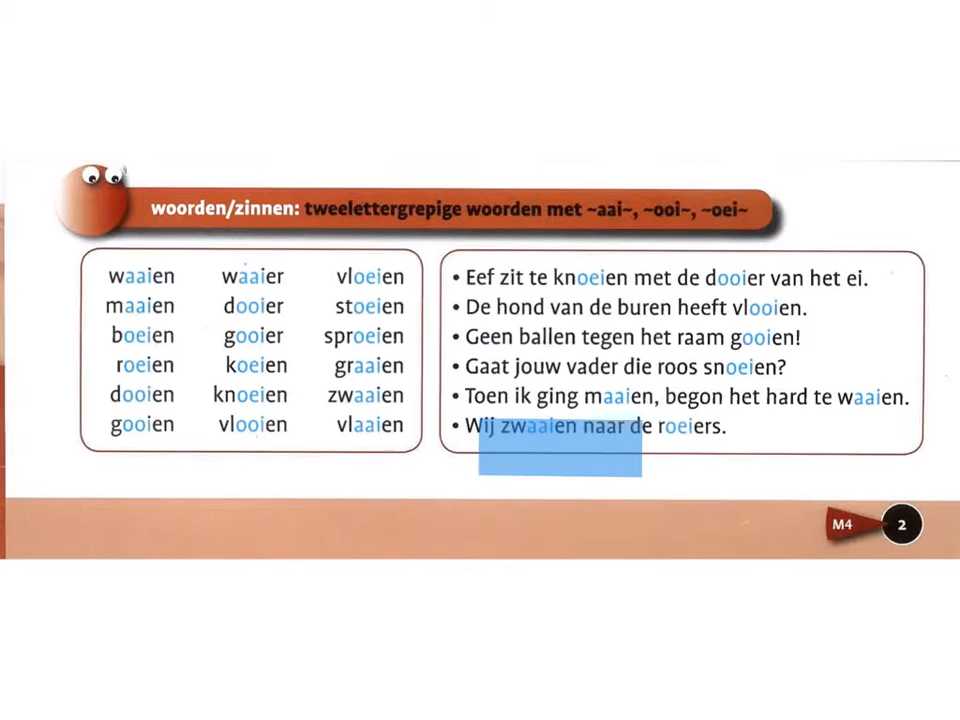 woorden/zinnen: tweelettergrepige woorden met ~aai~, ~ooi~, ~oei~
waaien waaier vloeien
maaien dooier stoeien
boeien gooier sproeien
roeien koeien graaien
dooien knoeien zwaaien
gooien vlooien vlaaien
• Eef zit te knoeien met de dooier van het ei.
• De hond van de buren heeft vlooien.
• Geen ballen tegen het raam gooien!
• Gaat jouw vader die roos snoeien?
• Toen ik ging maaien, begon het hard te waaien.
• Wij zwaaien naar de roeiers.
M4 2